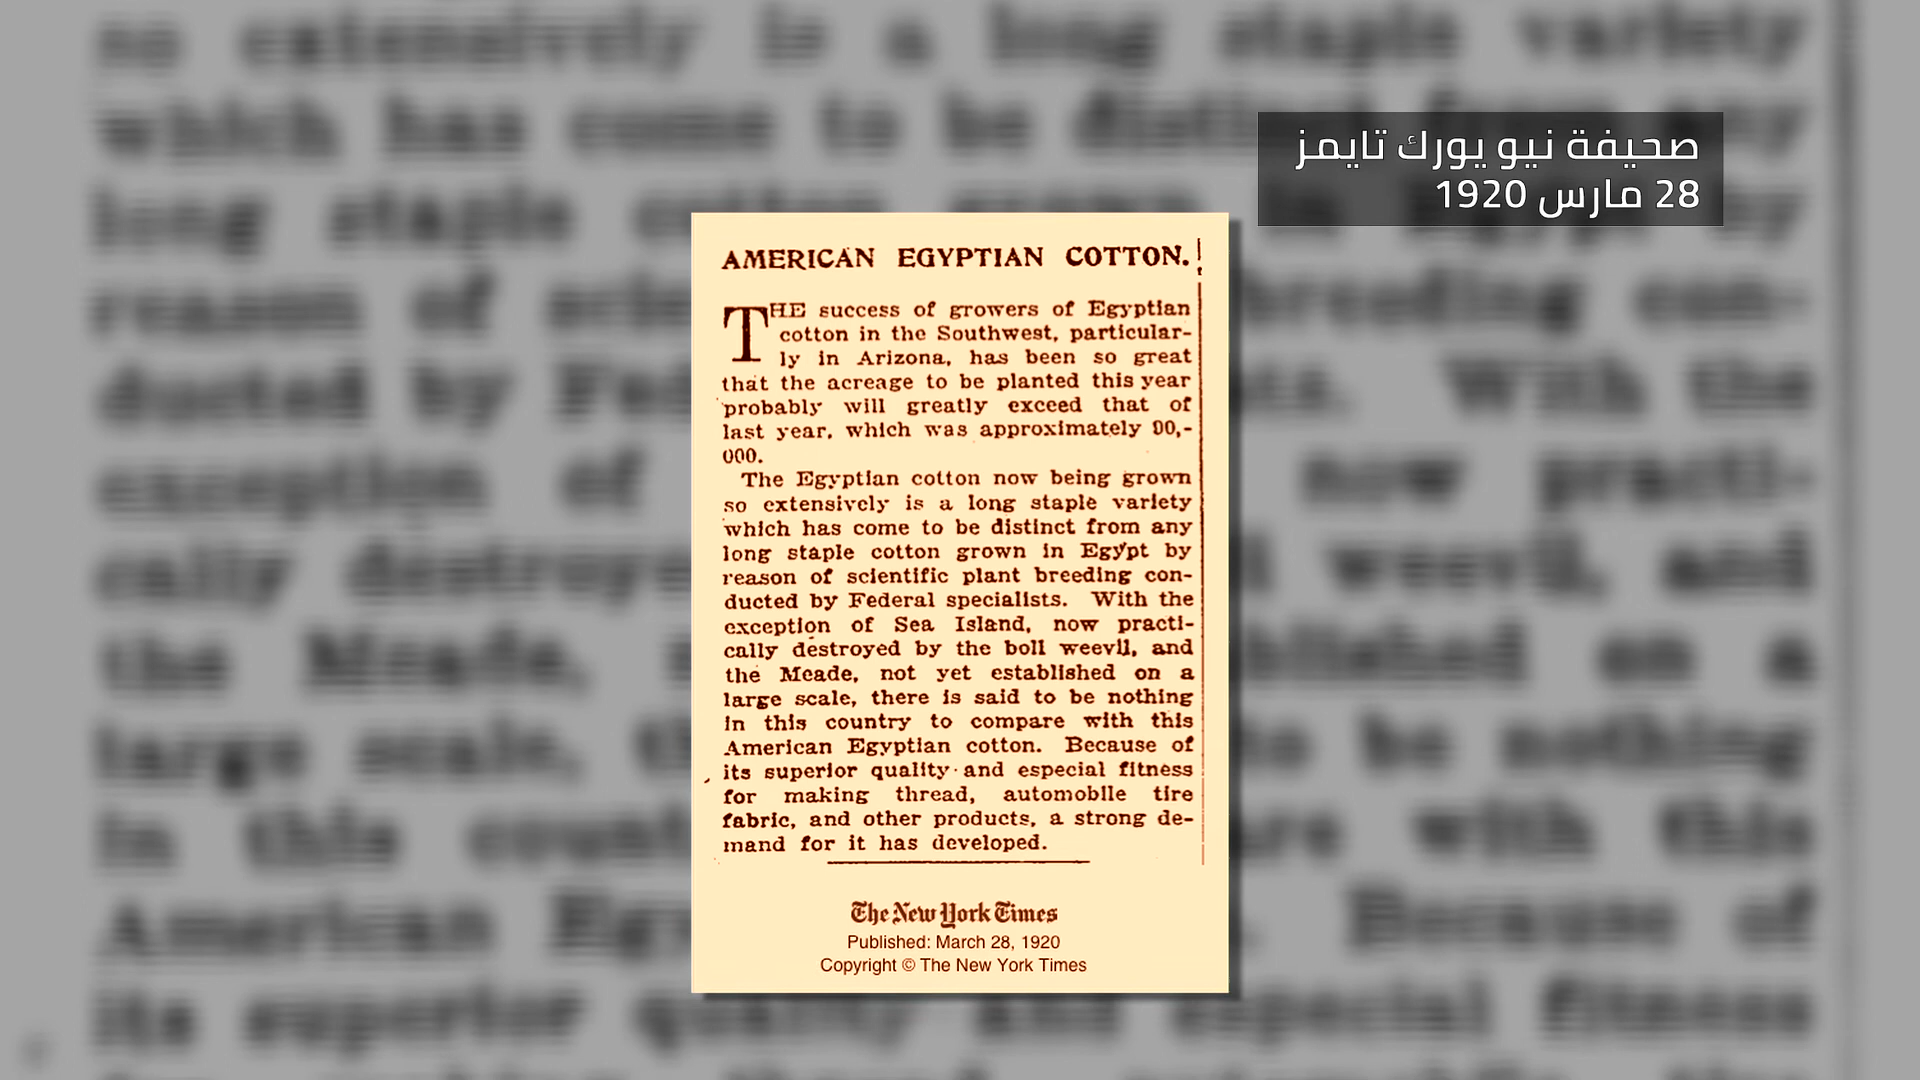 صحيفة نيو يورك تايمز
28 مارس 1920
AMERICAN EGYPTIAN COTTON.
THE success of growers of Egyptian
cotton in the Southwest, particular-
ly in Arizona, has been so great
that the acreage to be planted this year
probably will greatly exceed that of
last year, which was approximately 90,-
000.
The Egyptian cotton now being grown
so extensively is a long staple variety
which has come to be distinct from any
long staple cotton grown in Egypt by
reason of scientific plant breeding con-
ducted by Federal specialists. With the
exception of Sea Island, now practi-
cally destroyed by the boll weevil, and
the Meade, not yet established on a
large scale, there is said to be nothing
in this country to compare with this
American Egyptian cotton. Because of
its superior quality and especial fitness
for making thread, automobile tire
fabric, and other products, a strong de-
mand for it has developed.
The New York Times
Published: March 28, 1920
Copyright © The New York Times